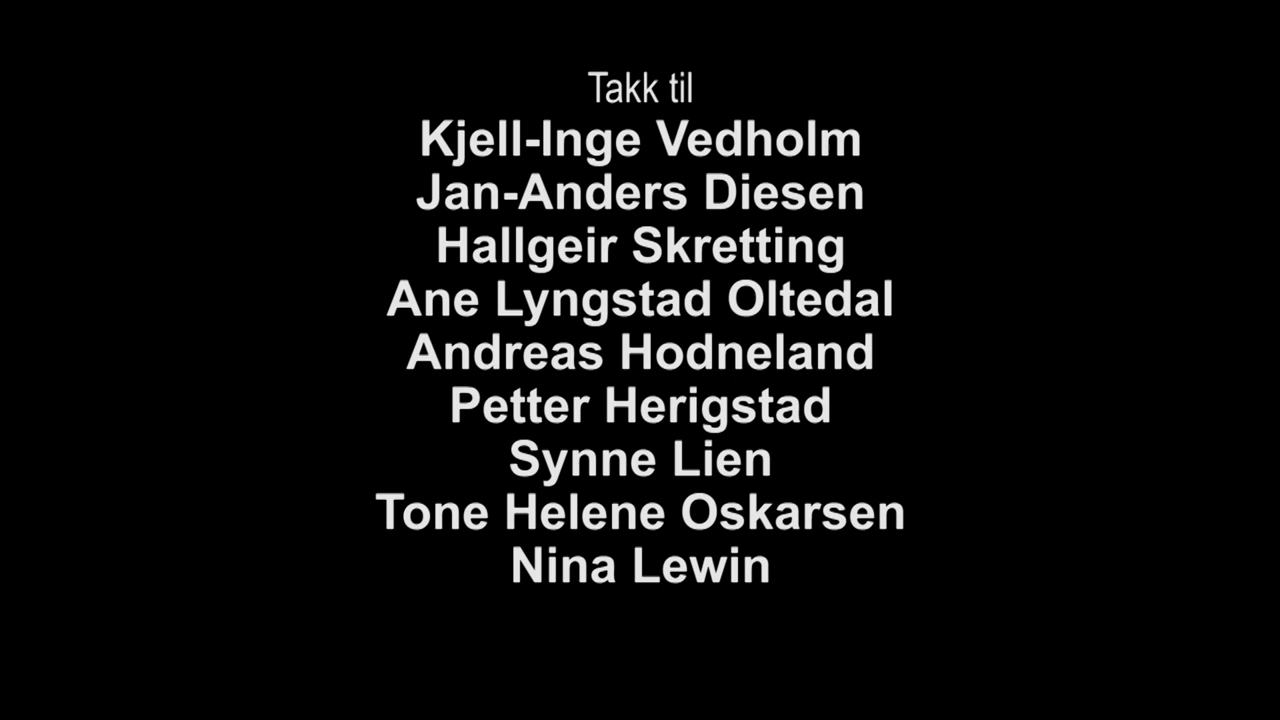 Takk til
Kjell-Inge Vedholm
Jan-Anders Diesen
Hallgeir Skretting
Ane Lyngstad Oltedal
Andreas Hodneland
Petter Herigstad
Synne Lien
Tone Helene Oskarsen
Nina Lewin